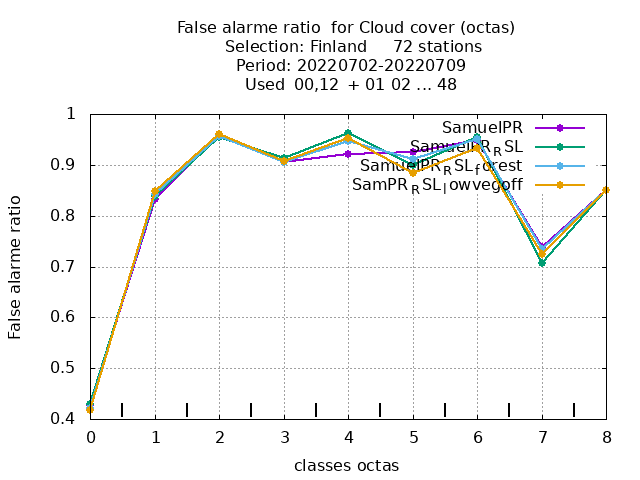 False alarme ratio  for Cloud cover (octas)
Selection: Finland     72 stations
Period: 20220702-20220709
Used  00,12  + 01 02 ... 48
SamuelPR
SamuelPR_RSL
SamuelPR_RSL_forest
SamPR_RSL_lowvegoff
False alarme ratio
1
0.9
0.8
0.7
0.6
0.5
0.4
0 1 2 3 4 5 6 7 8
classes octas